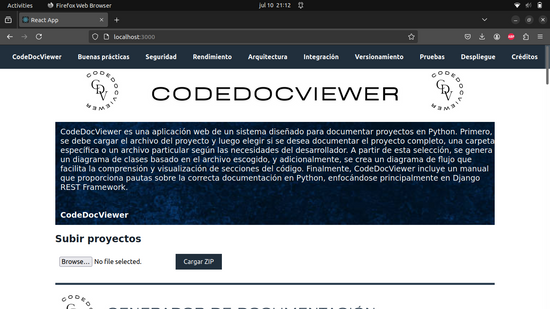 Activities Firefox Web Browser jul 10 21:12
React App
localhost:3000
CodeDocViewer Buenas prácticas Seguridad Rendimiento Arquitectura Integración Versionamiento Pruebas Despliegue Créditos
CODEDOCVIEWER
CodeDocViewer es una aplicación web de un sistema diseñado para documentar proyectos en Python. Primero,
se debe cargar el archivo del proyecto y luego elegir si se desea documentar el proyecto completo, una carpeta
específica o un archivo particular según las necesidades del desarrollador. A partir de esta selección, se genera
un diagrama de clases basado en el archivo escogido, y adicionalmente, se crea un diagrama de flujo que
facilita la comprensión y visualización de secciones del código. Finalmente, CodeDocViewer incluye un manual
que proporciona pautas sobre la correcta documentación en Python, enfocándose principalmente en Django
REST Framework.
CodeDocViewer
Subir proyectos
Browse... No file selected. Cargar ZIP
GENERADOR DE DOCUMENTACIÓN